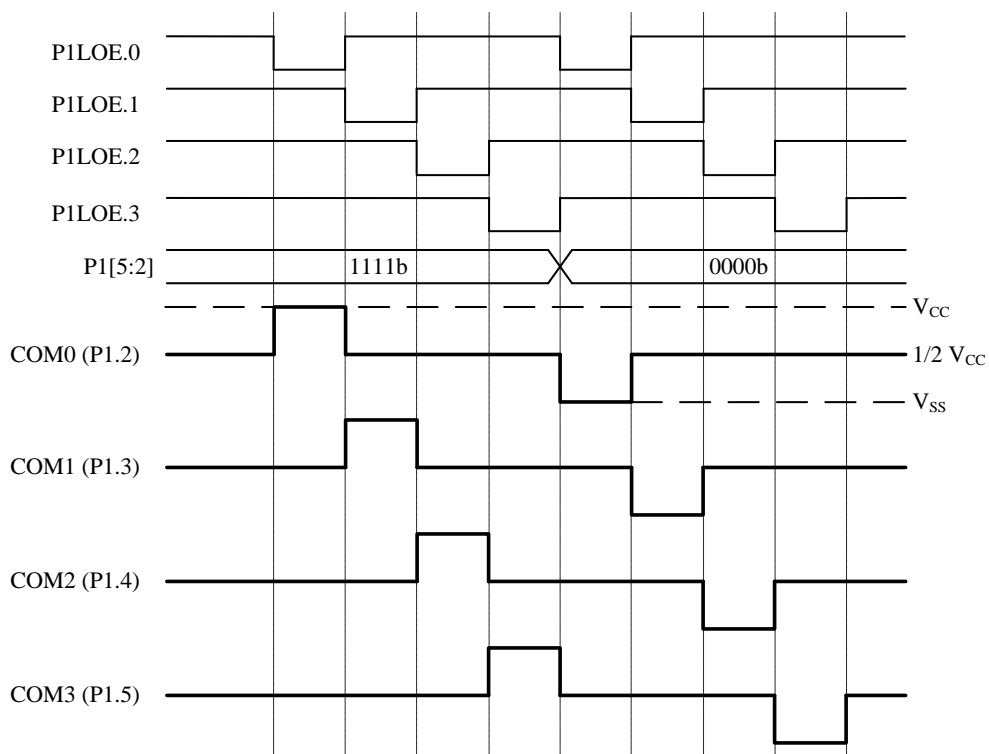 P1LOE.0
P1LOE.1
P1LOE.2
P1LOE.3
P1[5:2] 1111b 0000b
VCC
COM0 (P1.2) 1/2 VCC
VSS
COM1 (P1.3)
COM2 (P1.4)
COM3 (P1.5)